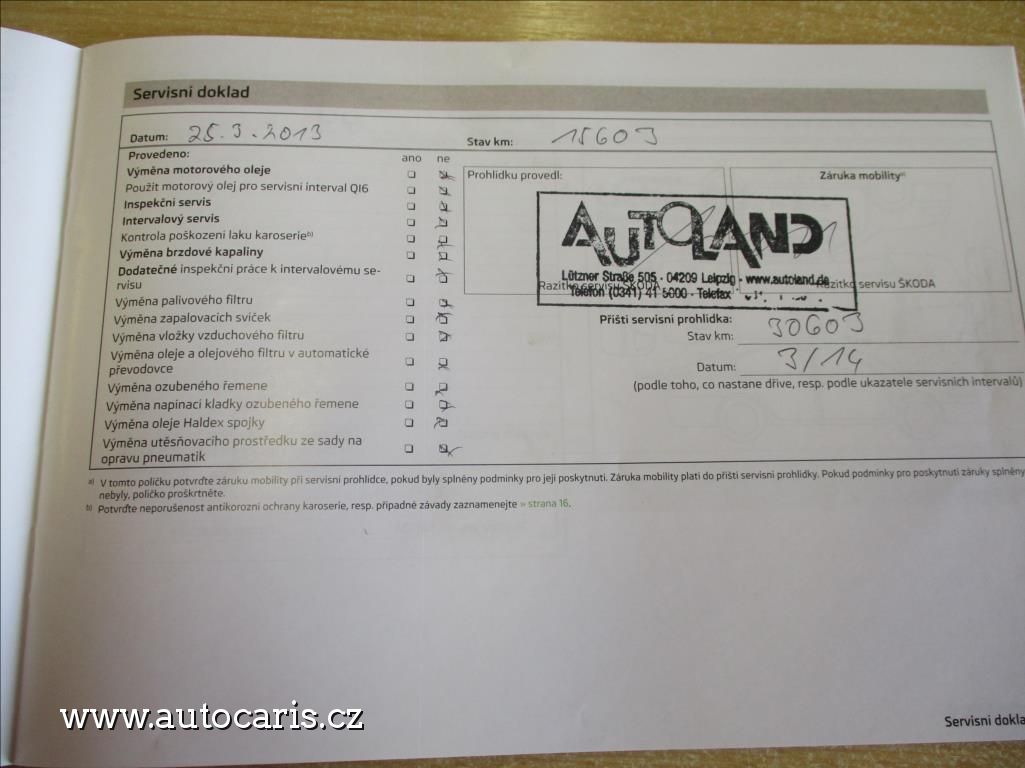 Servisní doklad
Datum: 25.3.2013
Stav km: 15603
Provedeno:
ano ne
Výměna motorového oleje
Použit motorový olej pro servisní interval QI6
Inspekční servis
Intervalový servis
Kontrola poškození laku karoserie b)
Výměna brzdové kapaliny
Dodatečné inspekční práce k intervalovému se-
rvisu
Výměna palivového filtru
Výměna zapalovacích svíček
Výměna vložky vzduchového filtru
Výměna oleje a olejového filtru v automatické
převodovce
Výměna ozubeného řemene
Výměna napínací kladky ozubeného řemene
Výměna oleje Haldex spojky
Výměna utěsňovacího prostředku ze sady na
opravu pneumatik
Prohlídku provedl:
Záruka mobility a)
AUTOLAND
Lützner Straße 505 · 04209 Leipzig - www.autoland.de
Razítko servisu ŠKODA
Razítko servisu ŠKODA
Telefon (0341) 41 5000 - Telefax
Příští servisní prohlídka:
Stav km: 30603
Datum: 3/14
(podle toho, co nastane dříve, resp. podle ukazatele servisních intervalů)
a) V tomto políčku potvrďte záruku mobility při servisní prohlídce, pokud byly splněny podmínky pro její poskytnutí. Záruka mobility platí do příští servisní prohlídky. Pokud podmínky pro poskytnutí záruky splněny
nebyly, políčko proškrtněte.
b) Potvrďte neporušenost antikorozní ochrany karoserie, resp. případné závady zaznamenejte » strana 16.
www.autocaris.cz
Servisní dokla